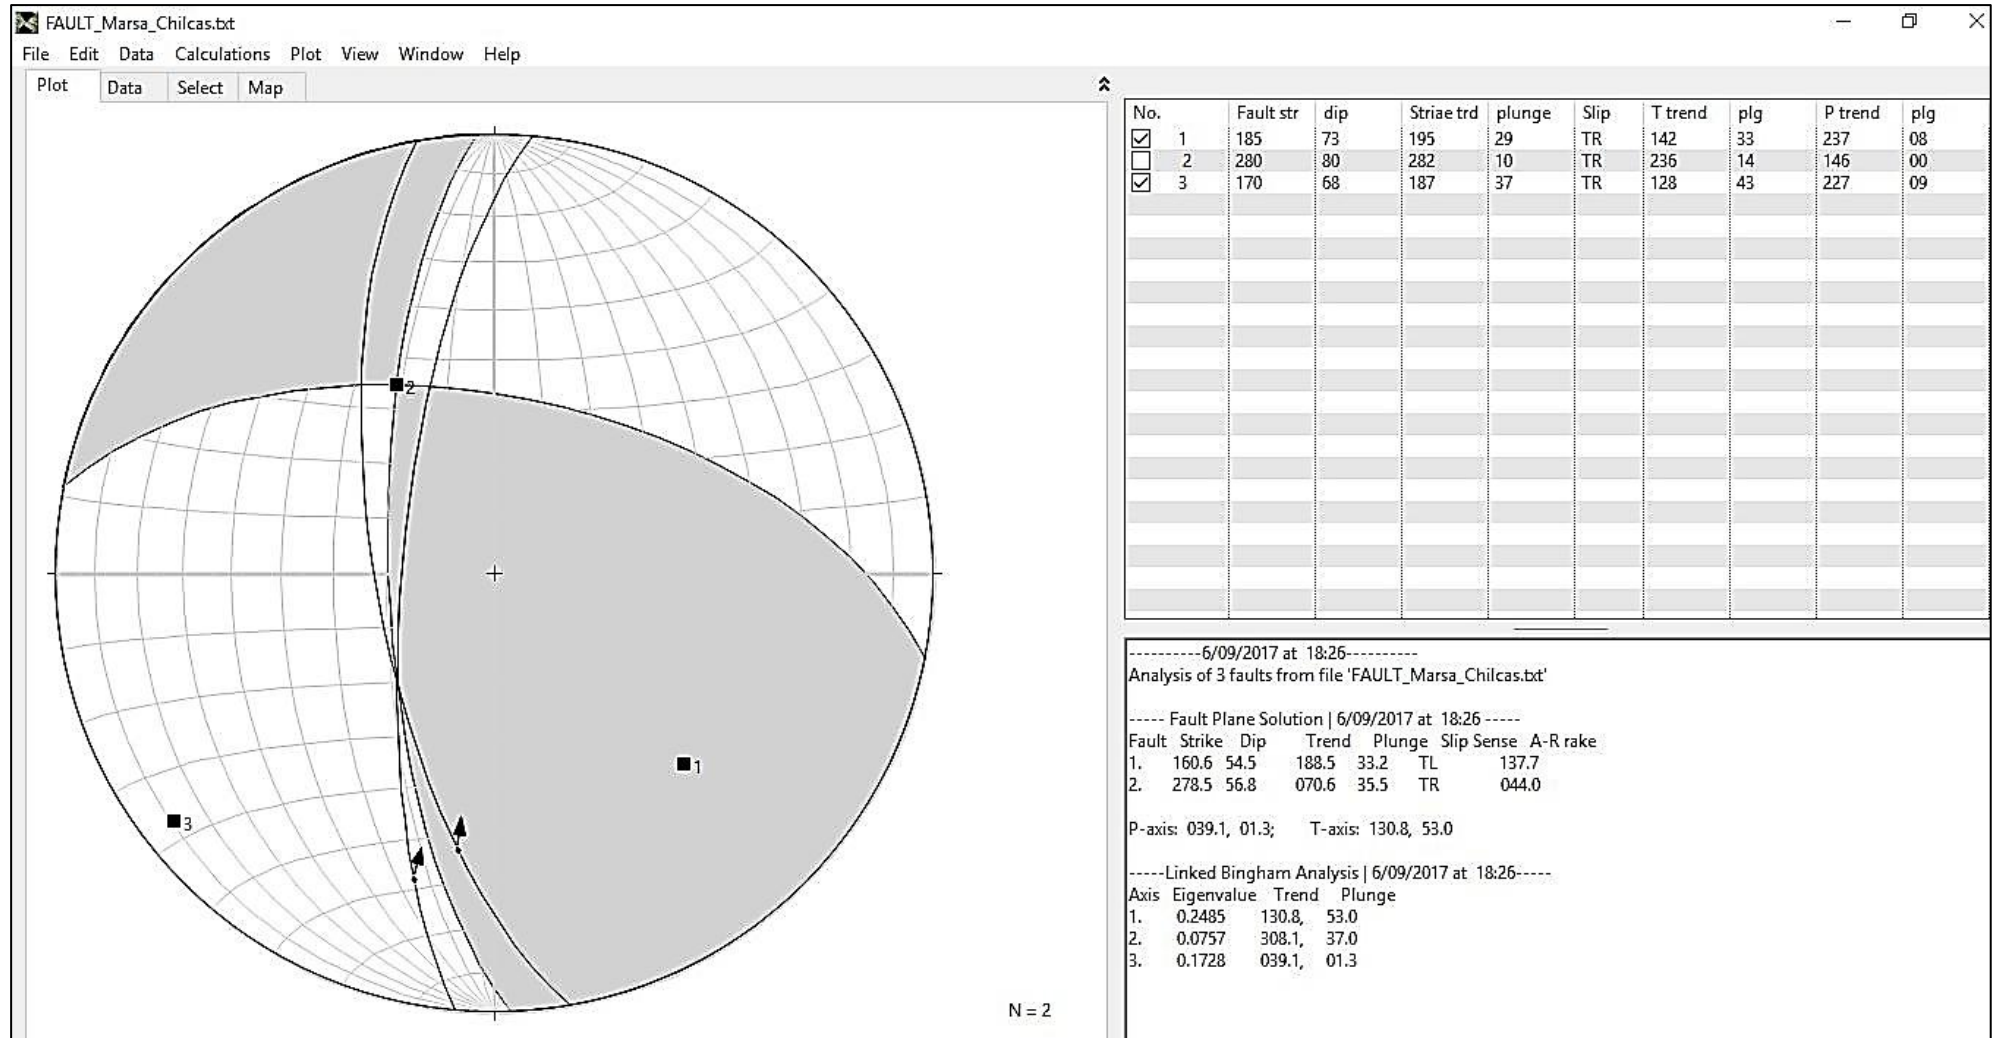 FAULT_Marsa_Chilcas.txt
File Edit Data Calculations Plot View Window Help
Plot Data Select Map
No. Fault str dip Striae trd plunge Slip T trend plg P trend plg
1 185 73 195 29 TR 142 33 237 08
2 280 80 282 10 TR 236 14 146 00
3 170 68 187 37 TR 128 43 227 09
2
1
3
N = 2
----------6/09/2017 at 18:26----------
Analysis of 3 faults from file 'FAULT_Marsa_Chilcas.txt'
----- Fault Plane Solution | 6/09/2017 at 18:26 -----
Fault Strike Dip Trend Plunge Slip Sense A-R rake
1. 160.6 54.5 188.5 33.2 TL 137.7
2. 278.5 56.8 070.6 35.5 TR 044.0
P-axis: 039.1, 01.3; T-axis: 130.8, 53.0
-----Linked Bingham Analysis | 6/09/2017 at 18:26-----
Axis Eigenvalue Trend Plunge
1. 0.2485 130.8, 53.0
2. 0.0757 308.1, 37.0
3. 0.1728 039.1, 01.3